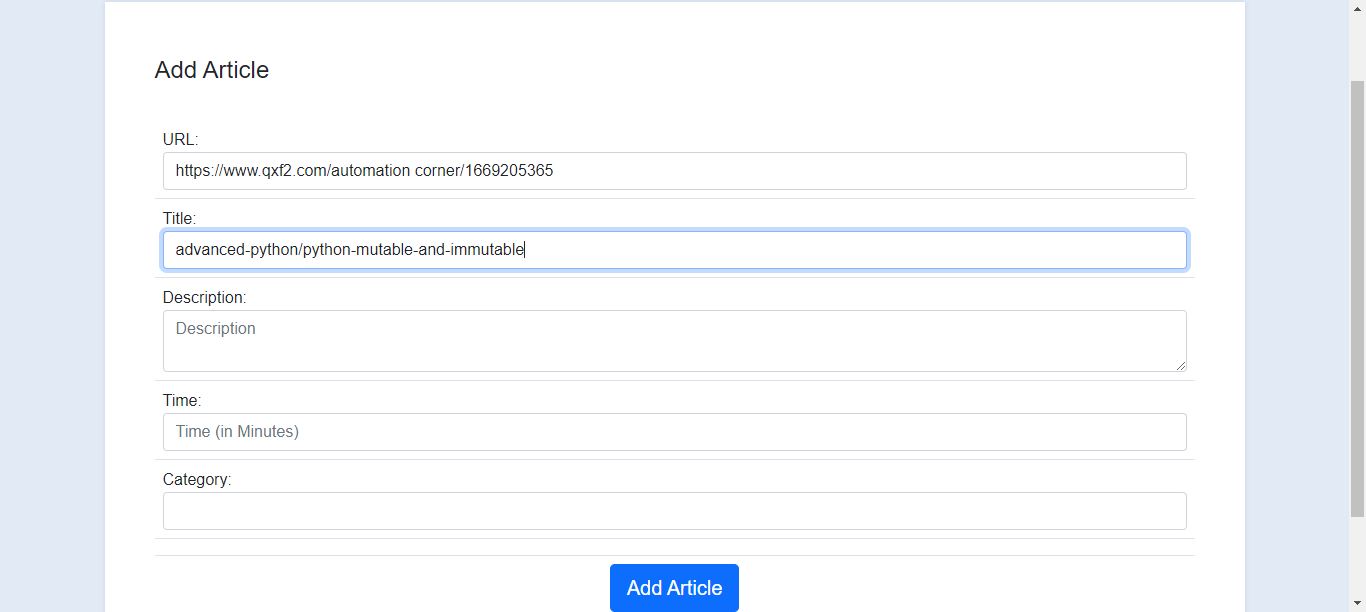 Add Article
URL:
https://www.qxf2.com/automation corner/1669205365
Title:
advanced-python/python-mutable-and-immutable
Description:
Description
Time:
Time (in Minutes)
Category:
Add Article